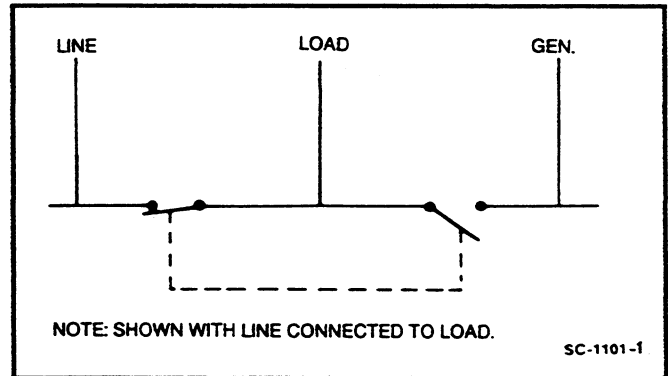 LINE LOAD GEN.
NOTE: SHOWN WITH LINE CONNECTED TO LOAD.
SC-1101-1